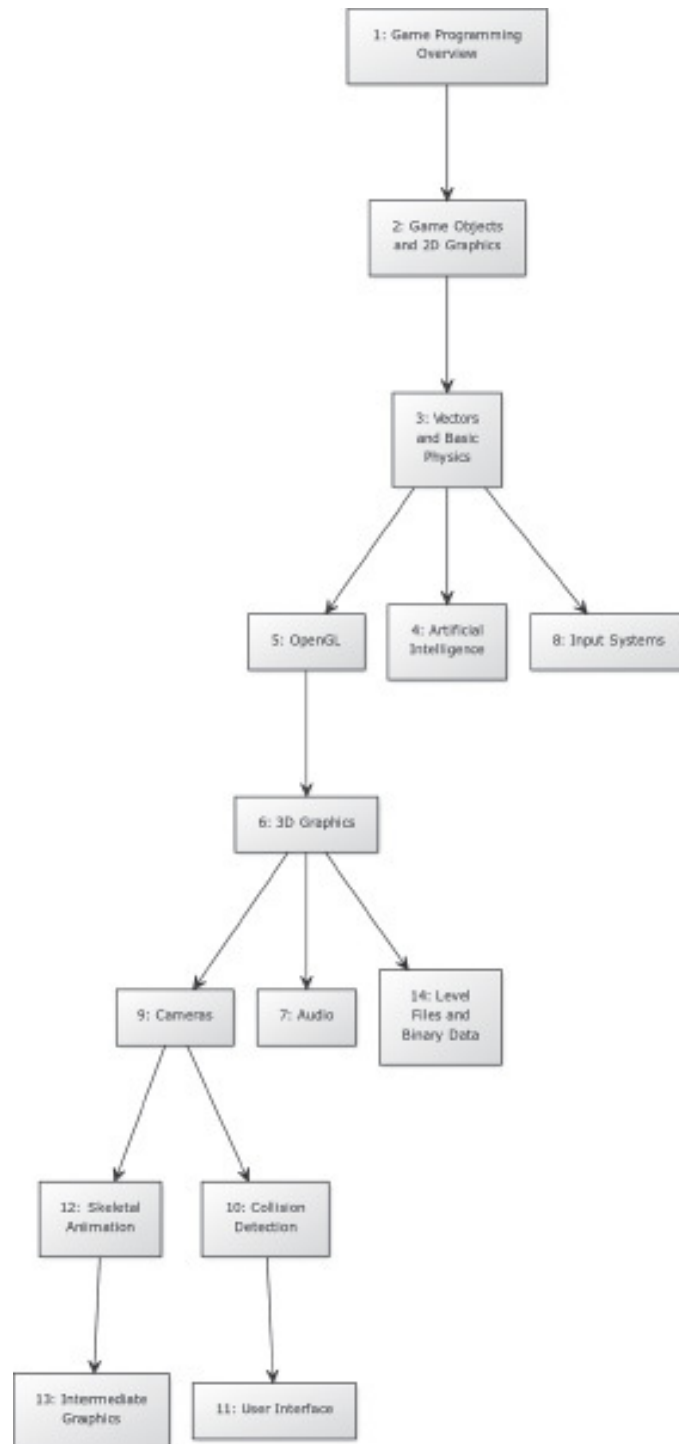 1: Game Programming
Overview
2: Game Objects
and 2D Graphics
3: Vectors
and Basic
Physics
5: OpenGL
4: Artificial
Intelligence
8: Input Systems
6: 3D Graphics
9: Cameras
7: Audio
14: Level
Files and
Binary Data
12: Skeletal
Animation
10: Collision
Detection
13: Intermediate
Graphics
11: User Interface